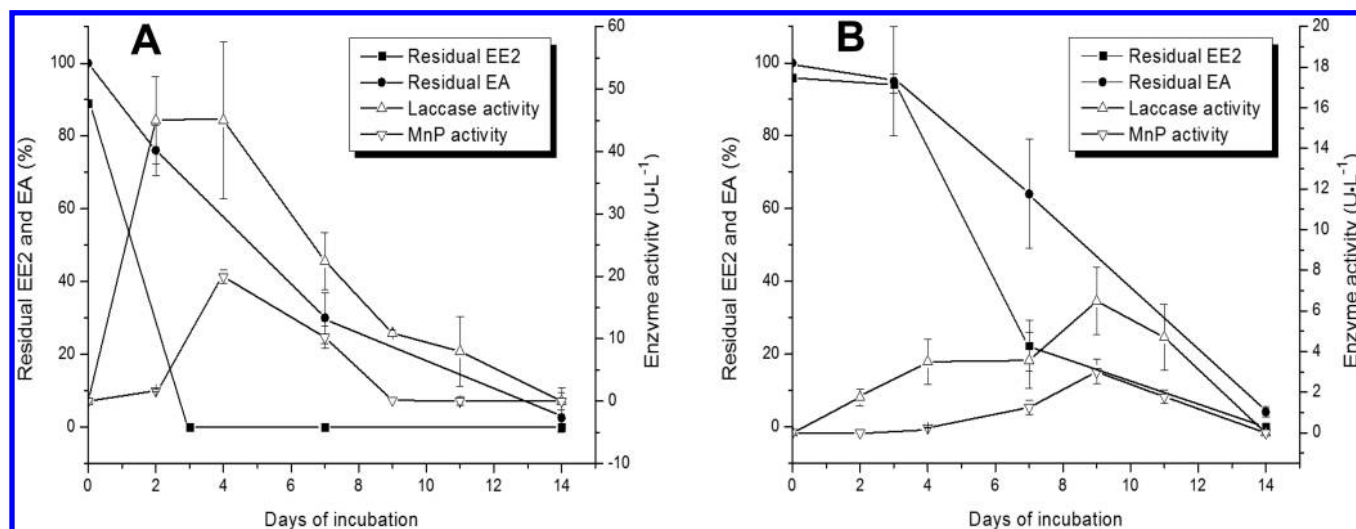 A
Residual EE2
Residual EA
Laccase activity
MnP activity
Residual EE2 and EA (%)
100
80
60
40
20
0
Enzyme activity (U·L⁻¹)
60
50
40
30
20
10
0
-10
0 2 4 6 8 10 12 14
Days of incubation
B
Residual EE2
Residual EA
Laccase activity
MnP activity
Residual EE2 and EA (%)
100
80
60
40
20
0
Enzyme activity (U·L⁻¹)
20
18
16
14
12
10
8
6
4
2
0
0 2 4 6 8 10 12 14
Days of incubation